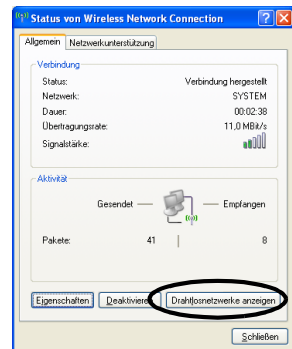 Status von Wireless Network Connection
Allgemein Netzwerkunterstützung
Verbindung
Status: Verbindung hergestellt
Netzwerk: SYSTEM
Dauer: 00:02:38
Übertragungsrate: 11,0 MBit/s
Signalstärke:
Aktivität
Gesendet Empfangen
Pakete: 41 8
Eigenschaften Deaktivieren Drahtlosnetzwerke anzeigen
Schließen